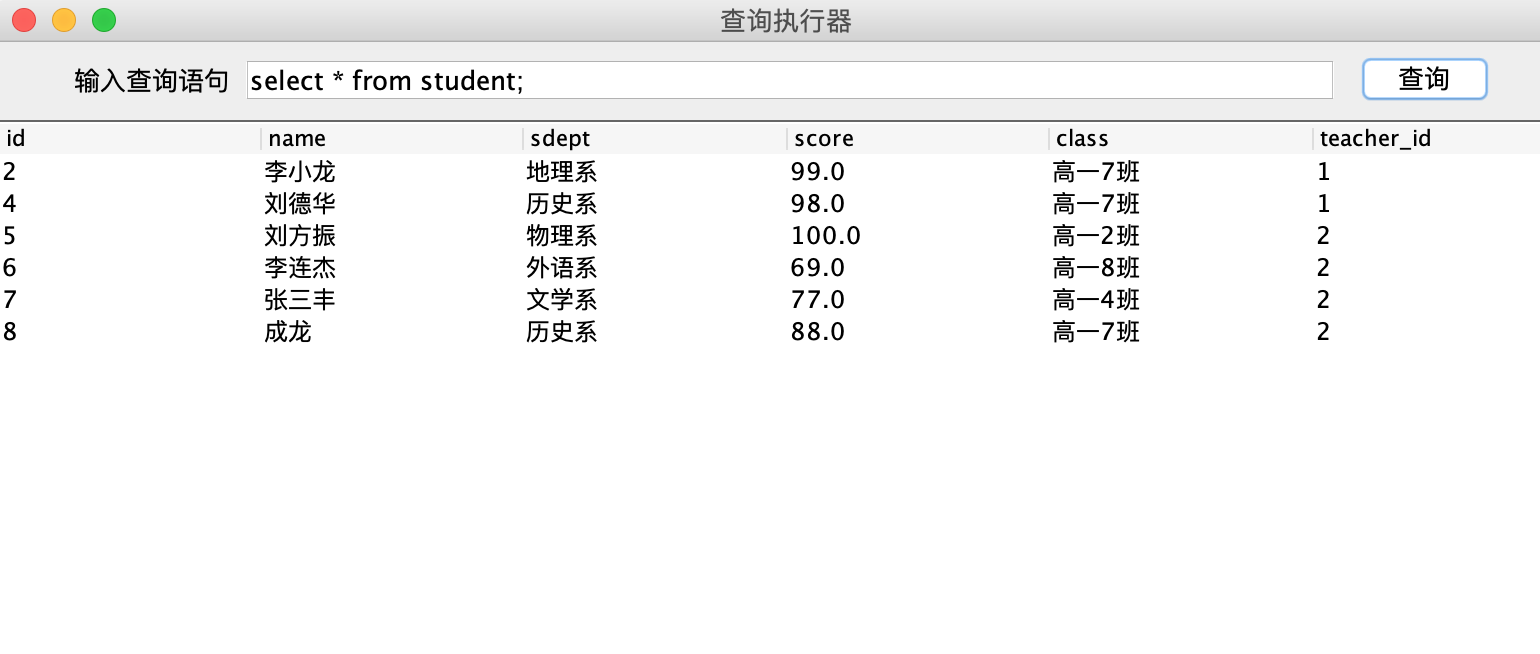 查询执行器
输入查询语句 select * from student; 查询
id name sdept score class teacher_id
2 李小龙 地理系 99.0 高一7班 1
4 刘德华 历史系 98.0 高一7班 1
5 刘方振 物理系 100.0 高一2班 2
6 李连杰 外语系 69.0 高一8班 2
7 张三丰 文学系 77.0 高一4班 2
8 成龙 历史系 88.0 高一7班 2